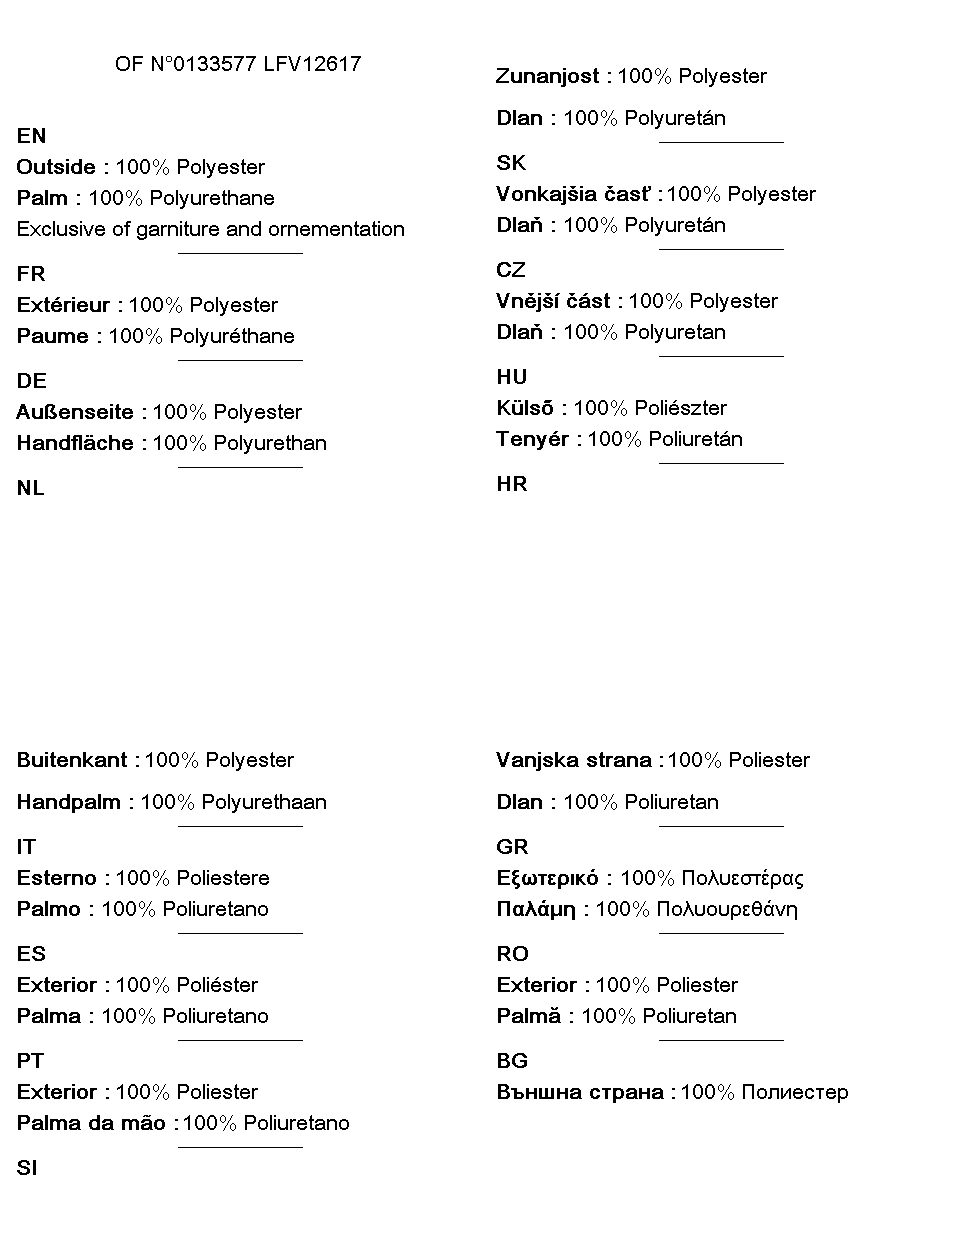 OF N°0133577 LFV12617
EN
Outside : 100% Polyester
Palm : 100% Polyurethane
Exclusive of garniture and ornementation
FR
Extérieur : 100% Polyester
Paume : 100% Polyuréthane
DE
Außenseite : 100% Polyester
Handfläche : 100% Polyurethan
NL
Buitenkant : 100% Polyester
Handpalm : 100% Polyurethaan
IT
Esterno : 100% Poliestere
Palmo : 100% Poliuretano
ES
Exterior : 100% Poliéster
Palma : 100% Poliuretano
PT
Exterior : 100% Poliester
Palma da mão : 100% Poliuretano
SI
Zunanjost : 100% Polyester
Dlan : 100% Polyuretán
SK
Vonkajšia časť : 100% Polyester
Dlaň : 100% Polyuretán
CZ
Vnější část : 100% Polyester
Dlaň : 100% Polyuretan
HU
Külső : 100% Poliészter
Tenyér : 100% Poliuretán
HR
Vanjska strana : 100% Poliester
Dlan : 100% Poliuretan
GR
Εξωτερικό : 100% Πολυεστέρας
Παλάμη : 100% Πολυουρεθάνη
RO
Exterior : 100% Poliester
Palmă : 100% Poliuretan
BG
Външна страна : 100% Полиестер